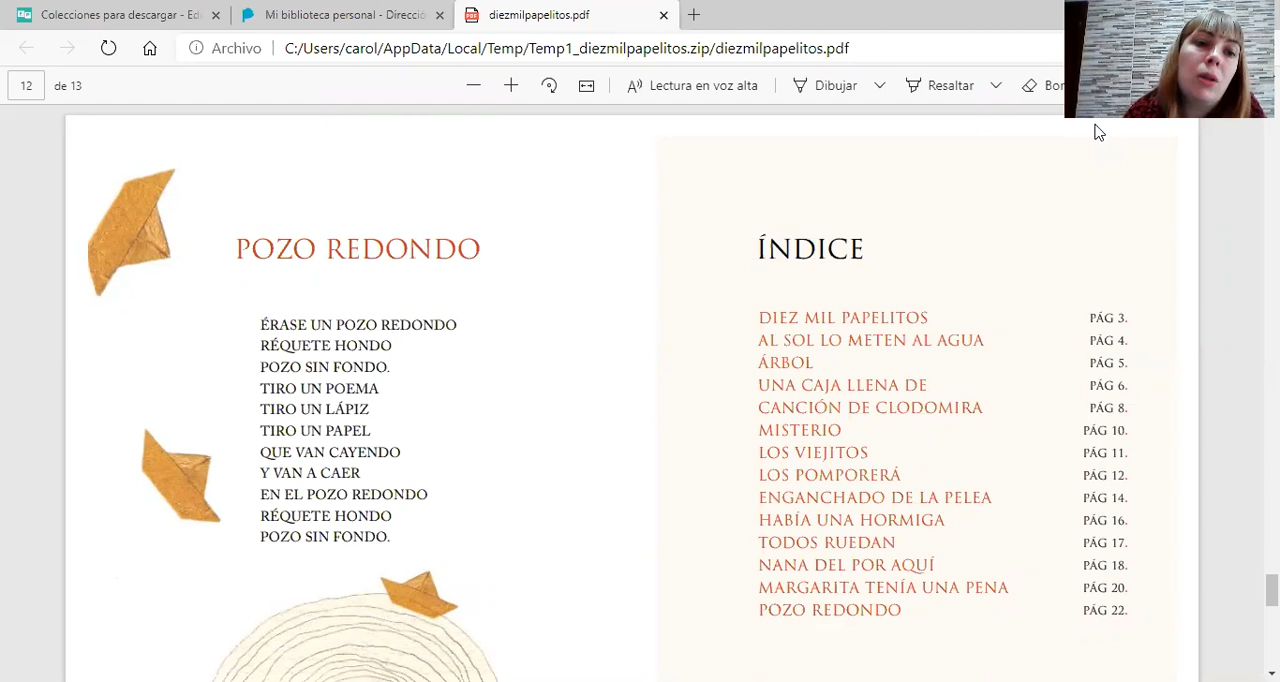 Colecciones para descargar - Edi
Mi biblioteca personal - Direcció
diezmilpapelitos.pdf
Archivo
C:/Users/carol/AppData/Local/Temp/Temp1_diezmilpapelitos.zip/diezmilpapelitos.pdf
12 de 13
Lectura en voz alta
Dibujar
Resaltar
Bor
POZO REDONDO
ÉRASE UN POZO REDONDO
RÉQUETE HONDO
POZO SIN FONDO.
TIRO UN POEMA
TIRO UN LÁPIZ
TIRO UN PAPEL
QUE VAN CAYENDO
Y VAN A CAER
EN EL POZO REDONDO
RÉQUETE HONDO
POZO SIN FONDO.
ÍNDICE
DIEZ MIL PAPELITOS PÁG 3.
AL SOL LO METEN AL AGUA PÁG 4.
ÁRBOL PÁG 5.
UNA CAJA LLENA DE PÁG 6.
CANCIÓN DE CLODOMIRA PÁG 8.
MISTERIO PÁG 10.
LOS VIEJITOS PÁG 11.
LOS POMPORERÁ PÁG 12.
ENGANCHADO DE LA PELEA PÁG 14.
HABÍA UNA HORMIGA PÁG 16.
TODOS RUEDAN PÁG 17.
NANA DEL POR AQUÍ PÁG 18.
MARGARITA TENÍA UNA PENA PÁG 20.
POZO REDONDO PÁG 22.